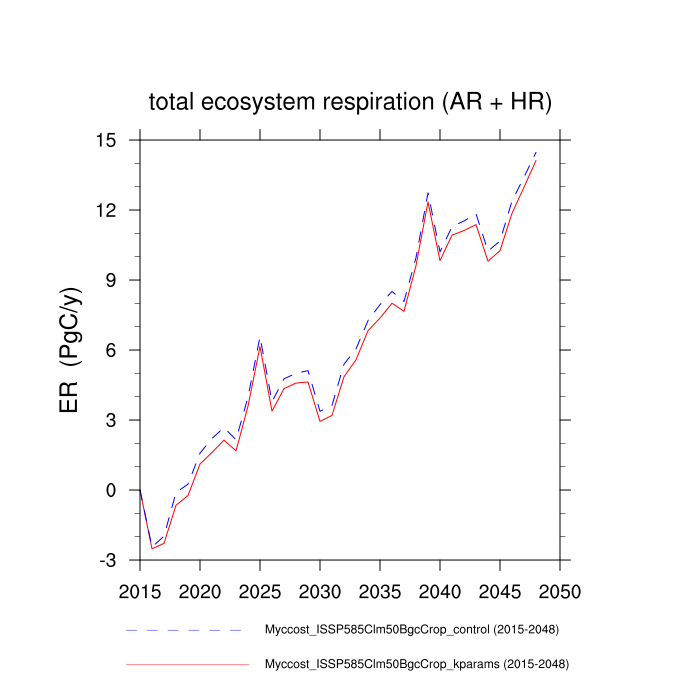 total ecosystem respiration (AR + HR)
15
12
9
6
3
0
-3
ER (PgC/y)
2015 2020 2025 2030 2035 2040 2045 2050
Myccost_ISSP585Clm50BgcCrop_control (2015-2048)
Myccost_ISSP585Clm50BgcCrop_kparams (2015-2048)